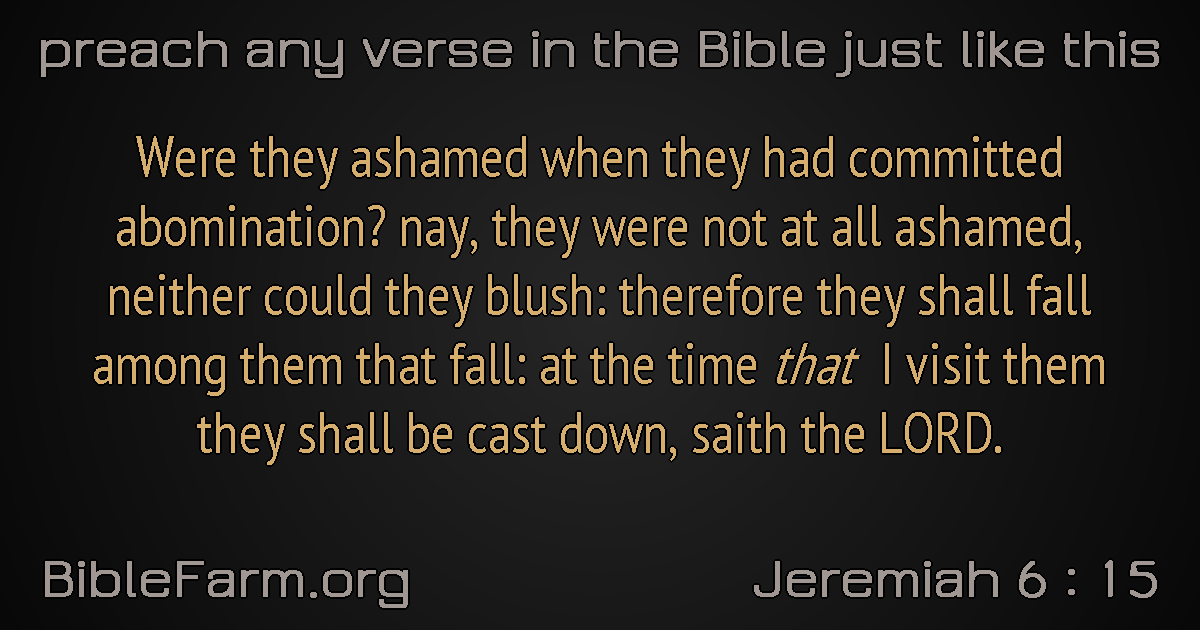 preach any verse in the Bible just like this
Were they ashamed when they had committed
abomination? nay, they were not at all ashamed,
neither could they blush: therefore they shall fall
among them that fall: at the time that I visit them
they shall be cast down, saith the LORD.
BibleFarm.org
Jeremiah 6 : 15